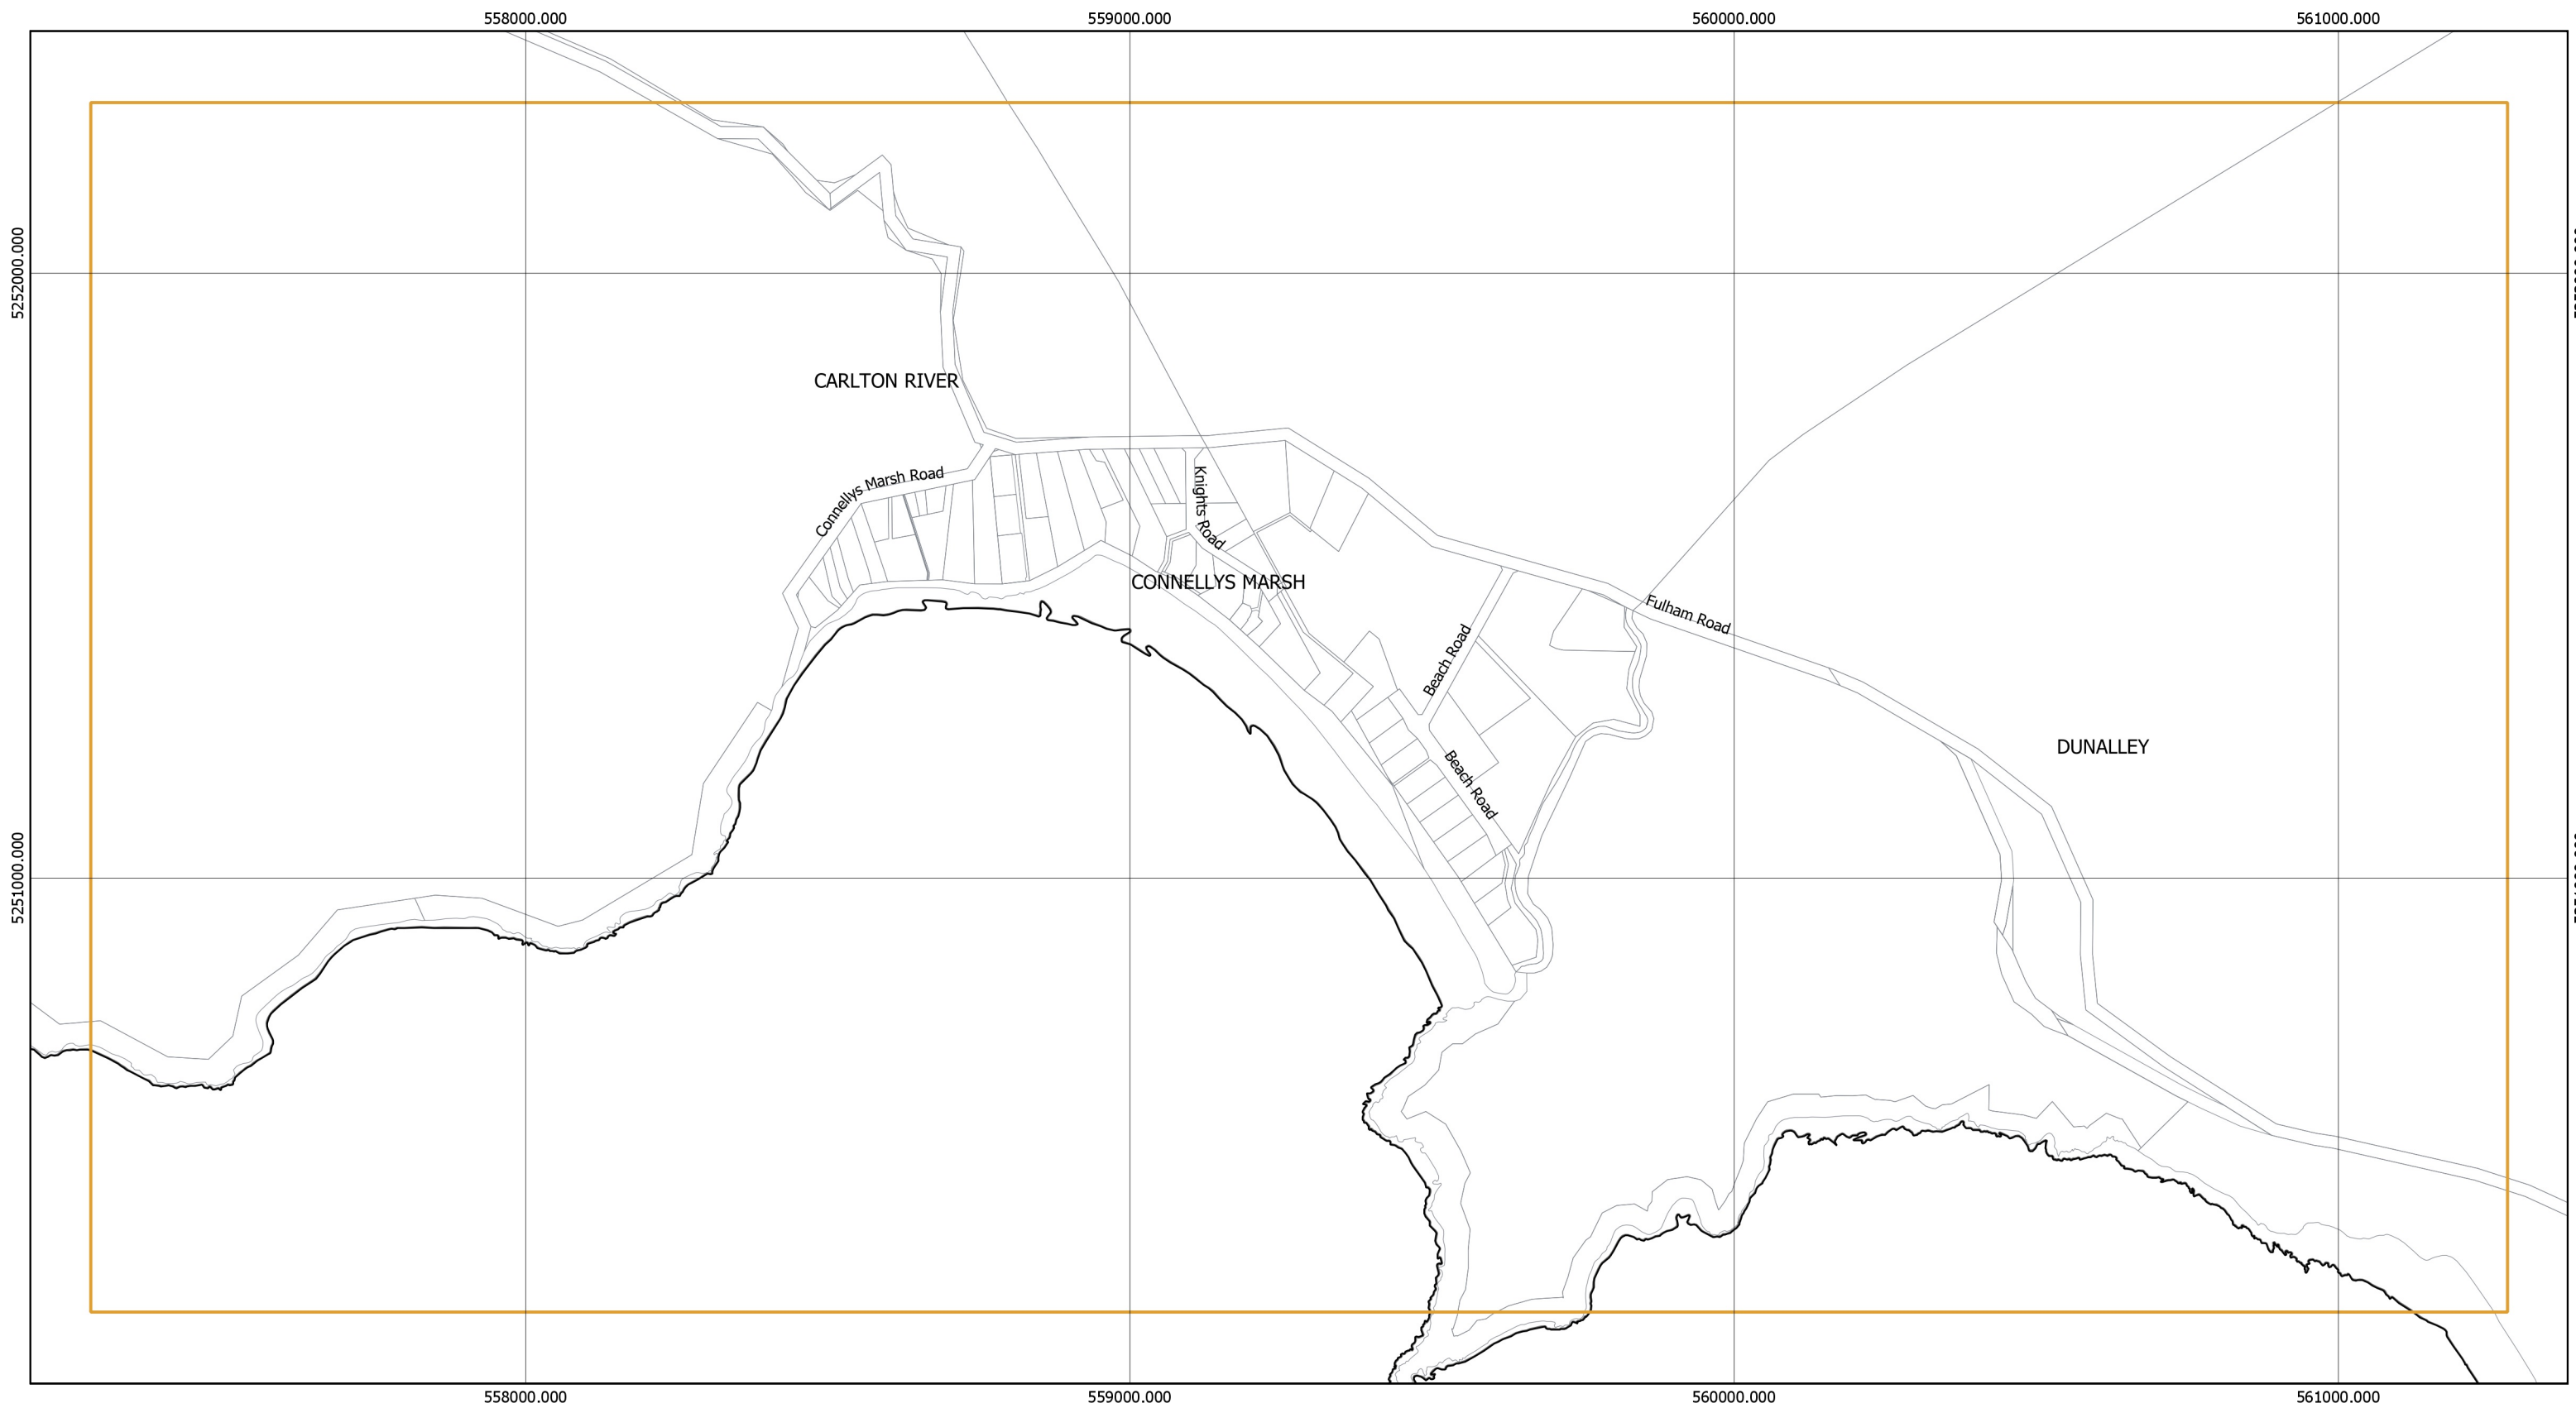 558000.000
559000.000
560000.000
561000.000
5252000.000
CARLTON RIVER
Connellys Marsh Road
Knights Road
CONNELLYS MARSH
Fulham Road
Beach Road
DUNALLEY
Beach Road
5251000.000
558000.000
559000.000
560000.000
561000.000